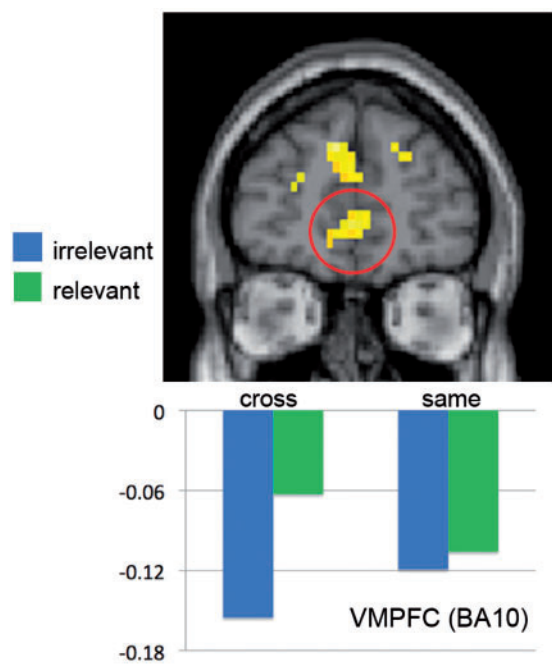 irrelevant
relevant
cross same
0
-0.06
-0.12
VMPFC (BA10)
-0.18